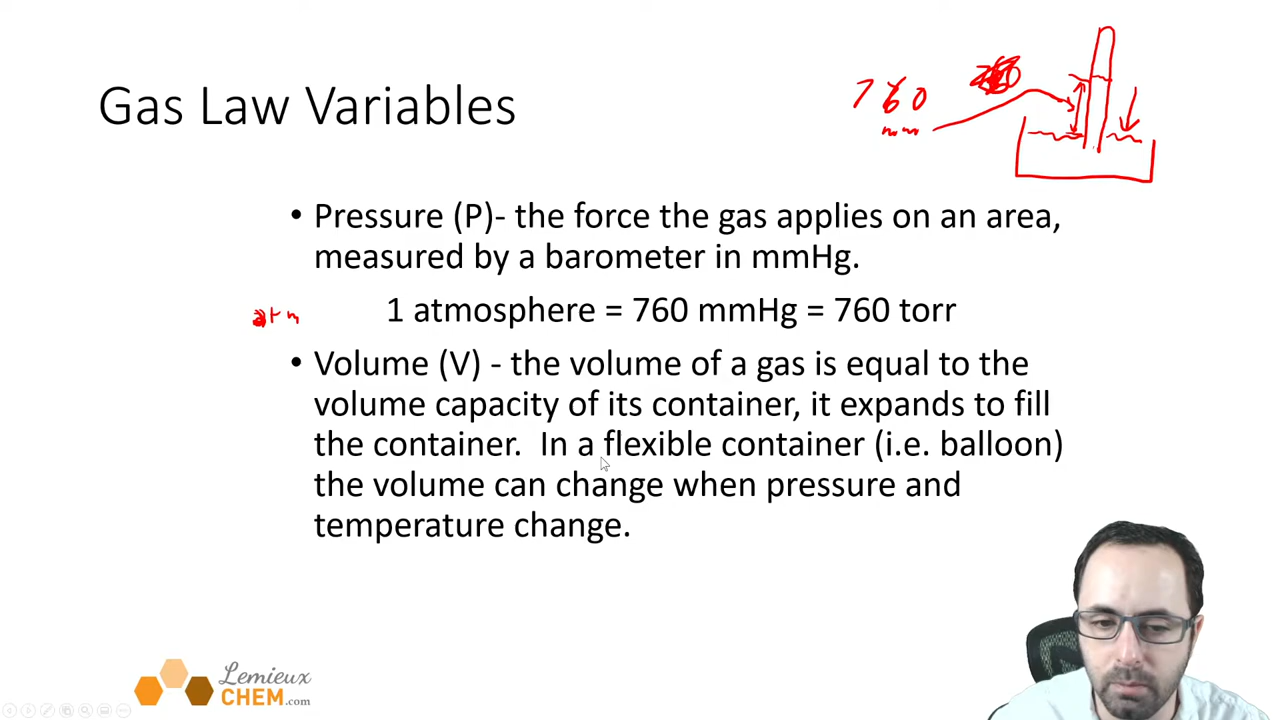 Gas Law Variables
760
mm
• Pressure (P)- the force the gas applies on an area,
measured by a barometer in mmHg.
atm
1 atmosphere = 760 mmHg = 760 torr
• Volume (V) - the volume of a gas is equal to the
volume capacity of its container, it expands to fill
the container. In a flexible container (i.e. balloon)
the volume can change when pressure and
temperature change.
Lemieux
CHEM.com